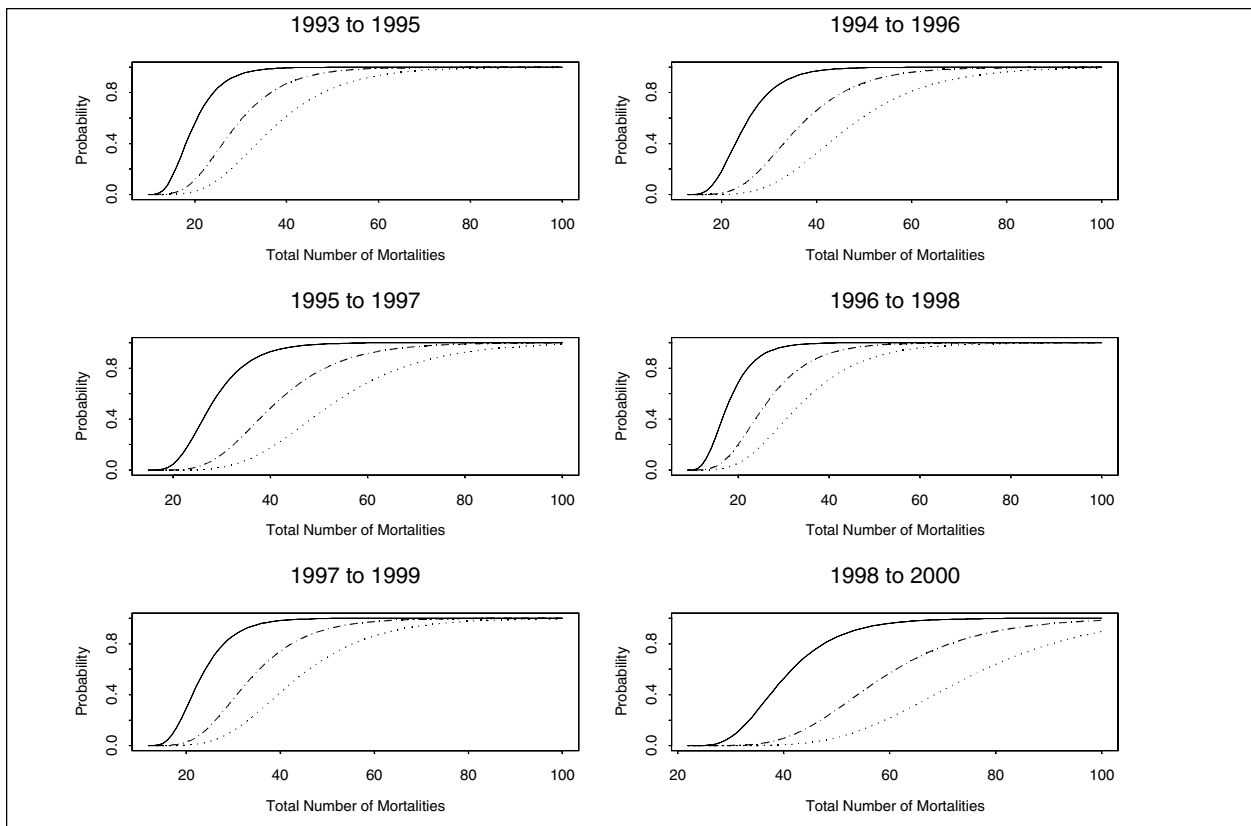 1993 to 1995
Probability
0.0 0.4 0.8
20 40 60 80 100
Total Number of Mortalities
1994 to 1996
Probability
0.0 0.4 0.8
20 40 60 80 100
Total Number of Mortalities
1995 to 1997
Probability
0.0 0.4 0.8
20 40 60 80 100
Total Number of Mortalities
1996 to 1998
Probability
0.0 0.4 0.8
20 40 60 80 100
Total Number of Mortalities
1997 to 1999
Probability
0.0 0.4 0.8
20 40 60 80 100
Total Number of Mortalities
1998 to 2000
Probability
0.0 0.4 0.8
20 40 60 80 100
Total Number of Mortalities